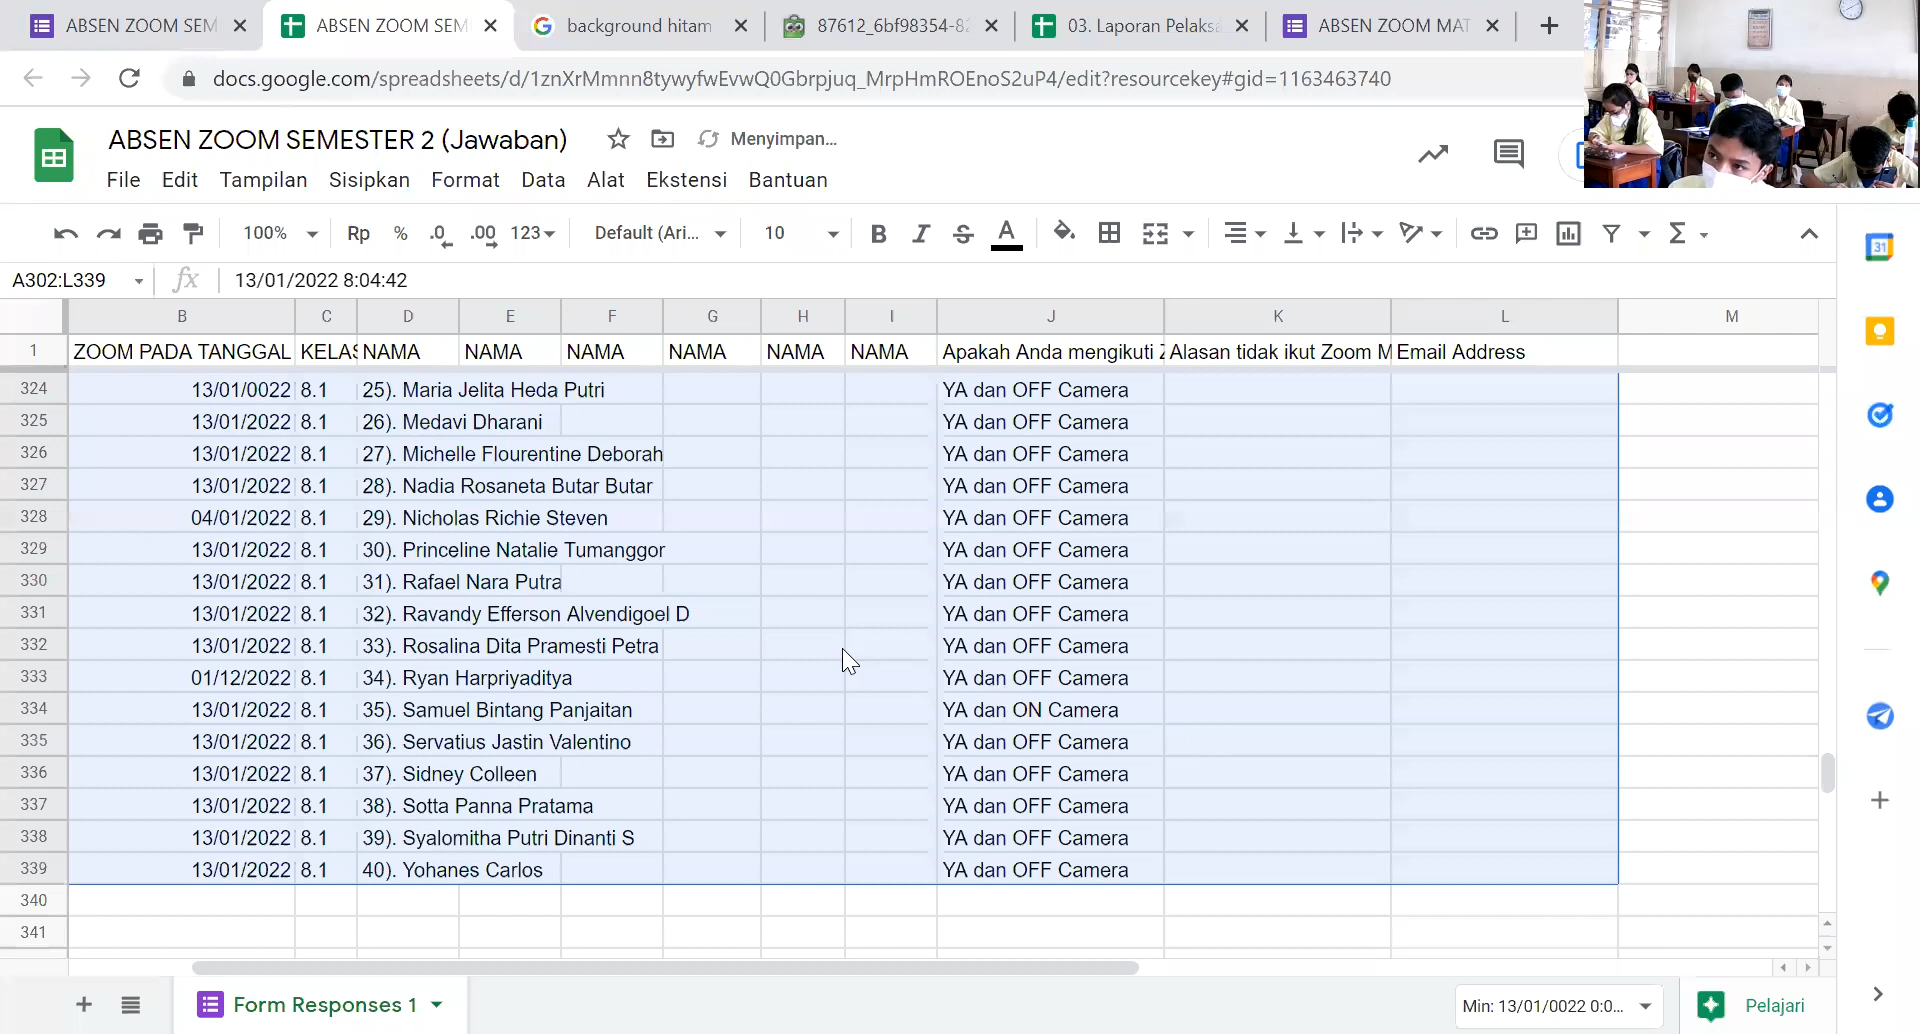 ABSEN ZOOM SEM
ABSEN ZOOM SEM
background hitam
87612_6bf98354-82
03. Laporan Pelaksa
ABSEN ZOOM MAT
docs.google.com/spreadsheets/d/1znXrMmnn8tywyfwEvwQ0Gbrpjuq_MrpHmROEnoS2uP4/edit?resourcekey#gid=1163463740
ABSEN ZOOM SEMESTER 2 (Jawaban) Menyimpan...
File Edit Tampilan Sisipkan Format Data Alat Ekstensi Bantuan
100% Rp % .0 .00 123 Default (Ari... 10 B I S A
A302:L339 fx 13/01/2022 8:04:42
B C D E F G H I J K L M
1 ZOOM PADA TANGGAL KELAS NAMA NAMA NAMA NAMA NAMA NAMA Apakah Anda mengikuti Z Alasan tidak ikut Zoom M Email Address
324 13/01/0022 8.1 25). Maria Jelita Heda Putri YA dan OFF Camera
325 13/01/2022 8.1 26). Medavi Dharani YA dan OFF Camera
326 13/01/2022 8.1 27). Michelle Flourentine Deborah YA dan OFF Camera
327 13/01/2022 8.1 28). Nadia Rosaneta Butar Butar YA dan OFF Camera
328 04/01/2022 8.1 29). Nicholas Richie Steven YA dan OFF Camera
329 13/01/2022 8.1 30). Princeline Natalie Tumanggor YA dan OFF Camera
330 13/01/2022 8.1 31). Rafael Nara Putra YA dan OFF Camera
331 13/01/2022 8.1 32). Ravandy Efferson Alvendigoel D YA dan OFF Camera
332 13/01/2022 8.1 33). Rosalina Dita Pramesti Petra YA dan OFF Camera
333 01/12/2022 8.1 34). Ryan Harpriyaditya YA dan OFF Camera
334 13/01/2022 8.1 35). Samuel Bintang Panjaitan YA dan ON Camera
335 13/01/2022 8.1 36). Servatius Jastin Valentino YA dan OFF Camera
336 13/01/2022 8.1 37). Sidney Colleen YA dan OFF Camera
337 13/01/2022 8.1 38). Sotta Panna Pratama YA dan OFF Camera
338 13/01/2022 8.1 39). Syalomitha Putri Dinanti S YA dan OFF Camera
339 13/01/2022 8.1 40). Yohanes Carlos YA dan OFF Camera
340
341
Form Responses 1 Min: 13/01/0022 0:0... Pelajari
31